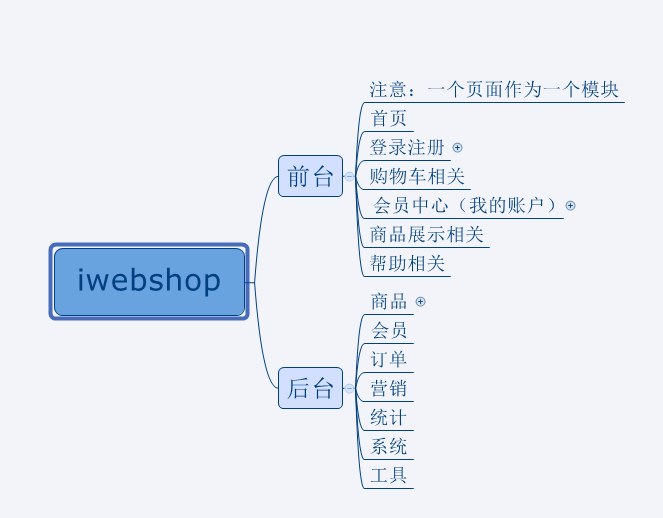 iwebshop
前台
注意：一个页面作为一个模块
首页
登录注册
购物车相关
会员中心（我的账户）
商品展示相关
帮助相关
后台
商品
会员
订单
营销
统计
系统
工具